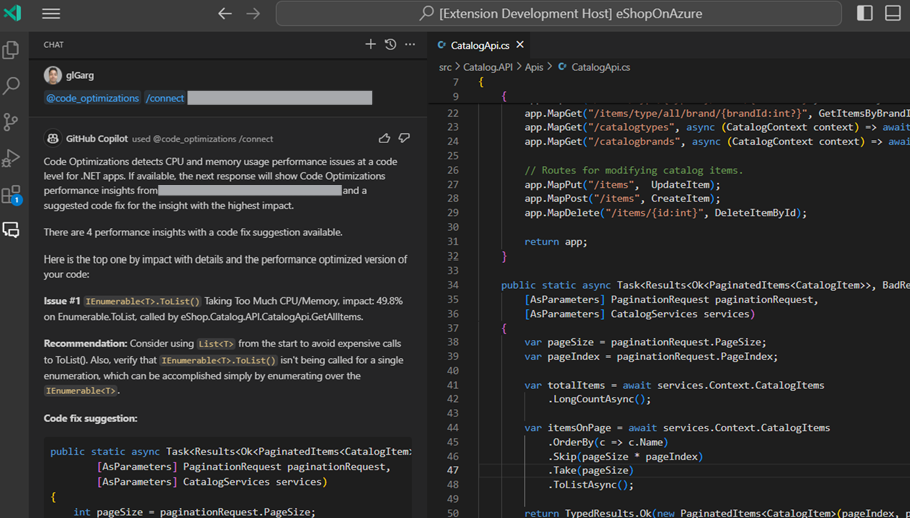 [Extension Development Host] eShopOnAzure
CHAT
glGarg
@code_optimizations /connect
GitHub Copilot used @code_optimizations /connect
Code Optimizations detects CPU and memory usage performance issues at a code
level for .NET apps. If available, the next response will show Code Optimizations
performance insights from and a
suggested code fix for the insight with the highest impact.
There are 4 performance insights with a code fix suggestion available.
Here is the top one by impact with details and the performance optimized version of
your code:
Issue #1 IEnumerable<T>.ToList() Taking Too Much CPU/Memory, impact: 49.8%
on Enumerable.ToList, called by eShop.Catalog.API.CatalogApi.GetAllItems.
Recommendation: Consider using List<T> from the start to avoid expensive calls
to ToList(). Also, verify that IEnumerable<T>.ToList() isn't being called for a single
enumeration, which can be accomplished simply by enumerating over the
IEnumerable<T>.
Code fix suggestion:
public static async Task<Results<Ok<PaginatedItems<CatalogItem>
[AsParameters] PaginationRequest paginationRequest,
[AsParameters] CatalogServices services)
{
int pageSize = paginationRequest.PageSize;
1
CatalogApi.cs
src > Catalog.API > Apis > CatalogApi.cs
7 {
9 {
22 app.MapGet("/items/type/all/brand/{brandId:int?}", GetItemsByBrandI
23 app.MapGet("/catalogtypes", async (CatalogContext context) => await
24 app.MapGet("/catalogbrands", async (CatalogContext context) => awai
25
26 // Routes for modifying catalog items.
27 app.MapPut("/items", UpdateItem);
28 app.MapPost("/items", CreateItem);
29 app.MapDelete("/items/{id:int}", DeleteItemById);
30
31 return app;
32 }
33
34 public static async Task<Results<Ok<PaginatedItems<CatalogItem>>, BadRe
35 [AsParameters] PaginationRequest paginationRequest,
36 [AsParameters] CatalogServices services)
37 {
38 var pageSize = paginationRequest.PageSize;
39 var pageIndex = paginationRequest.PageIndex;
40
41 var totalItems = await services.Context.CatalogItems
42 .LongCountAsync();
43
44 var itemsOnPage = await services.Context.CatalogItems
45 .OrderBy(c => c.Name)
46 .Skip(pageSize * pageIndex)
47 .Take(pageSize)
48 .ToListAsync();
49
50 return TypedResults.Ok(new PaginatedItems<CatalogItem>(pageIndex, p